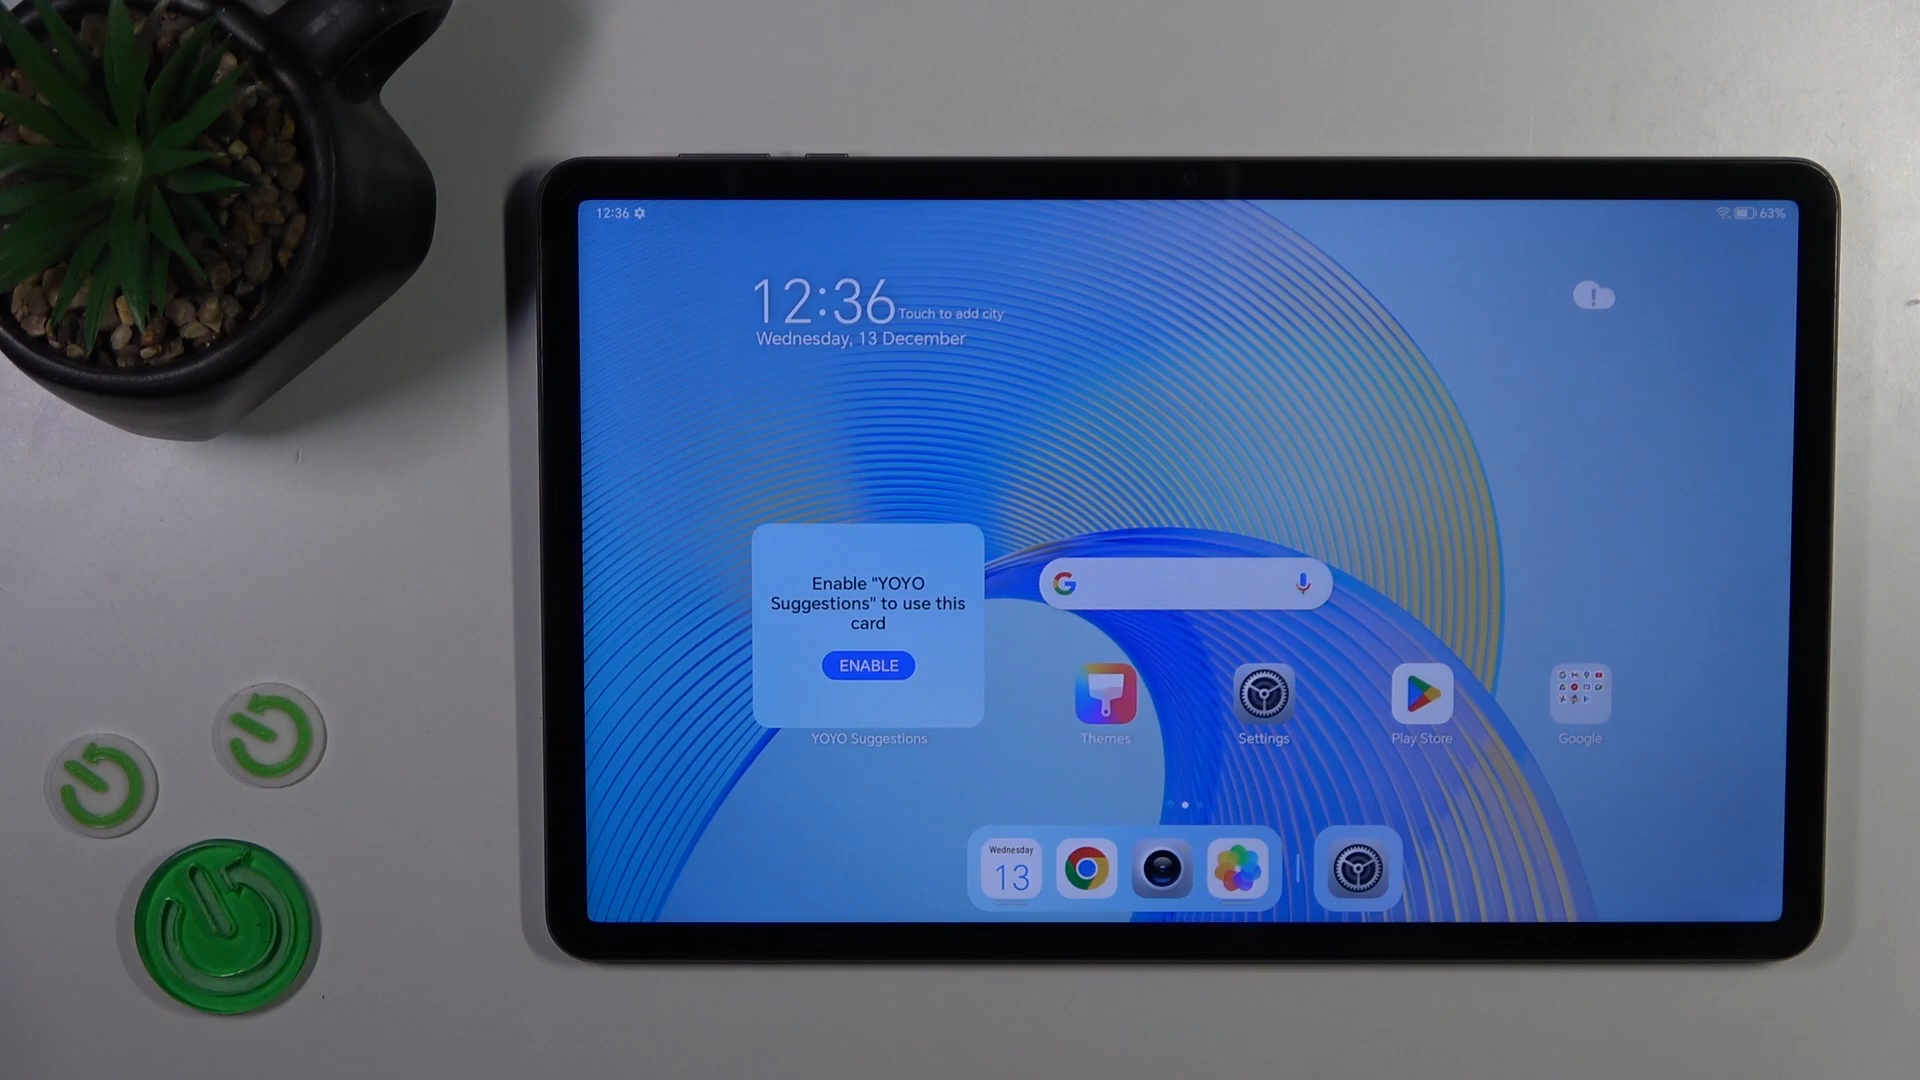 12:36
63%
12:36 Touch to add city
Wednesday, 13 December
Enable "YOYO
Suggestions" to use this
card
ENABLE
YOYO Suggestions
Themes
Settings
Play Store
Google
Wednesday
13